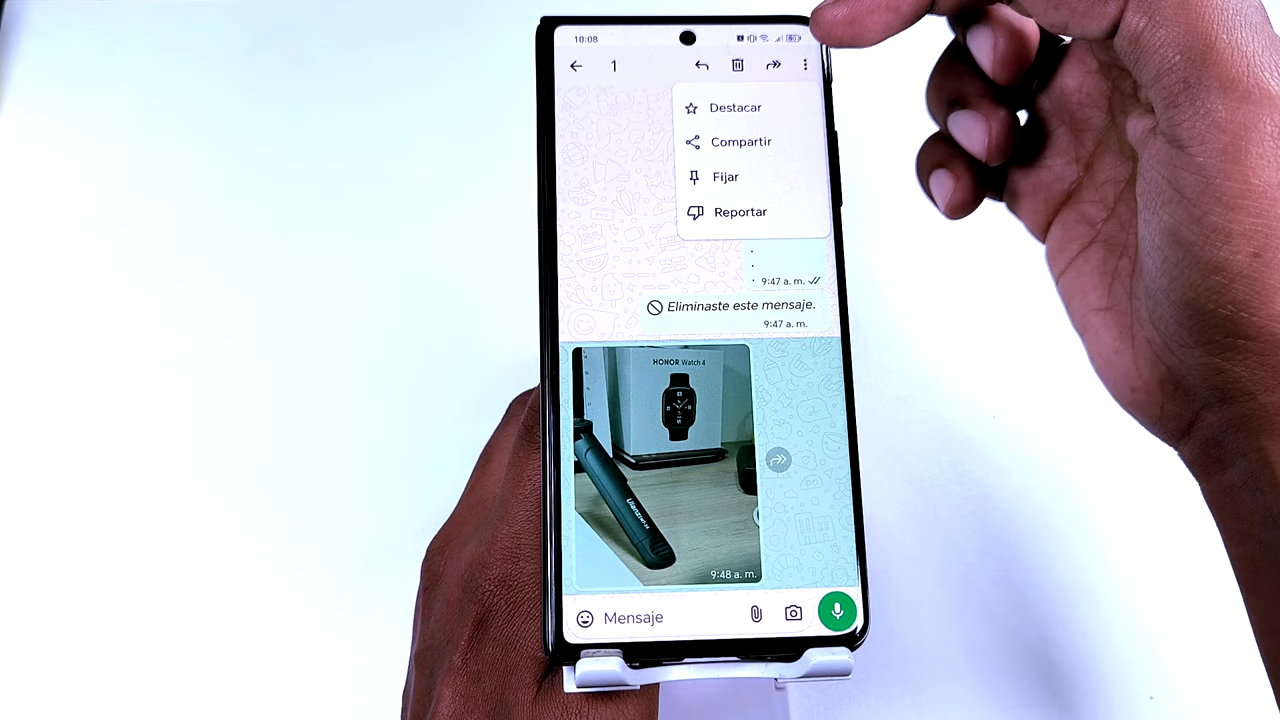 10:08
1
Destacar
Compartir
Fijar
Reportar
9:47 a. m.
Eliminaste este mensaje.
9:47 a. m.
HONOR Watch 4
Ulanzi
9:48 a. m.
Mensaje